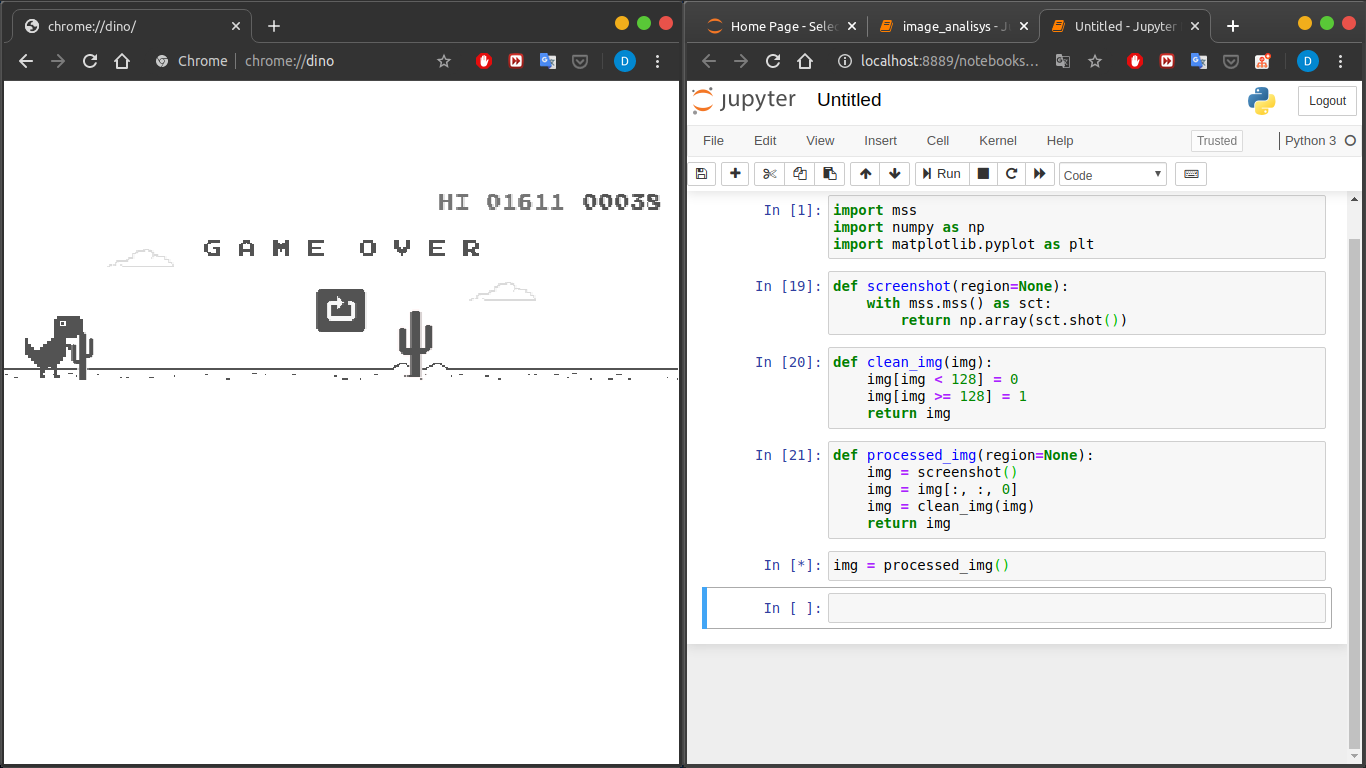 chrome://dino/
Chrome chrome://dino
D
HI 01611 00038
GAME OVER
Home Page - Selec
image_analisys - Ju
Untitled - Jupyter
localhost:8889/notebooks...
D
jupyter Untitled
Logout
File Edit View Insert Cell Kernel Help
Trusted
Python 3
Run
Code
In [1]:
import mss
import numpy as np
import matplotlib.pyplot as plt
In [19]:
def screenshot(region=None):
    with mss.mss() as sct:
        return np.array(sct.shot())
In [20]:
def clean_img(img):
    img[img < 128] = 0
    img[img >= 128] = 1
    return img
In [21]:
def processed_img(region=None):
    img = screenshot()
    img = img[:, :, 0]
    img = clean_img(img)
    return img
In [*]:
img = processed_img()
In [ ]: